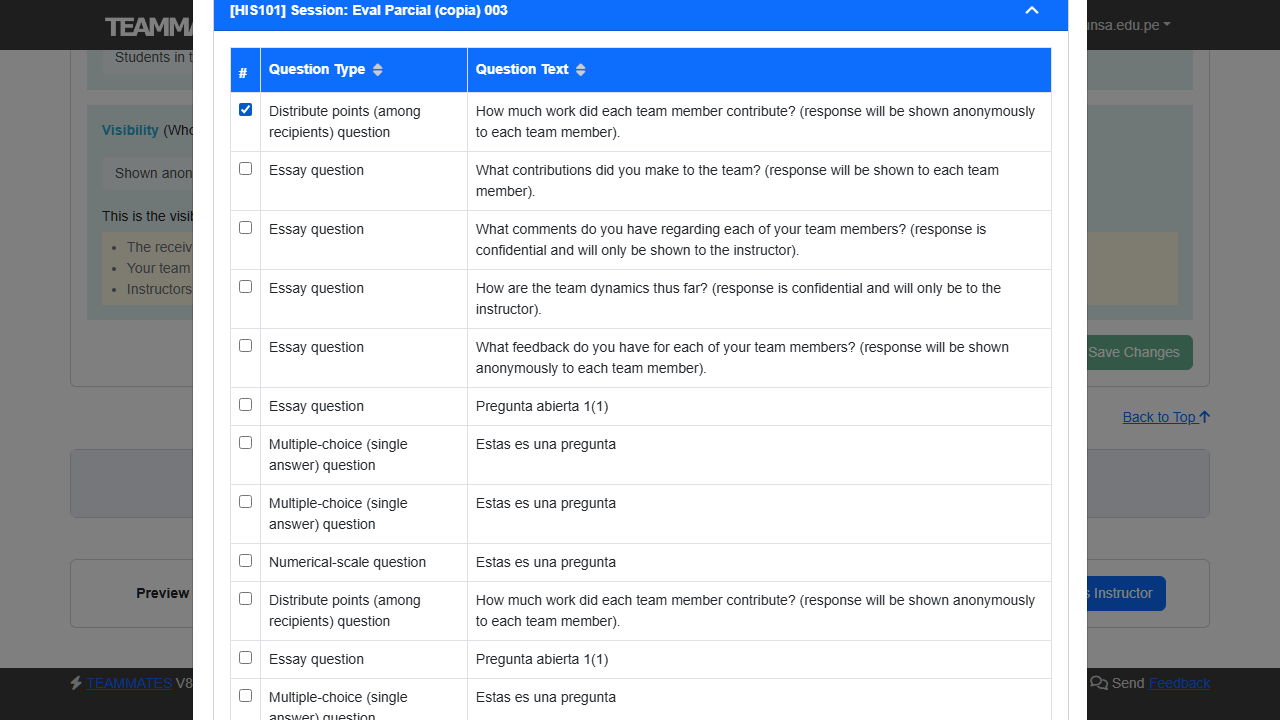 [HIS101] Session: Eval Parcial (copia) 003
TEAMMA
unsa.edu.pe
Students in t
# Question Type Question Text
Distribute points (among recipients) question
How much work did each team member contribute? (response will be shown anonymously
to each team member).
Visibility (Who
Essay question
What contributions did you make to the team? (response will be shown to each team
member).
Shown anon
This is the visib
Essay question
What comments do you have regarding each of your team members? (response is
confidential and will only be shown to the instructor).
The receiv
Your team
Instructors
Essay question
How are the team dynamics thus far? (response is confidential and will only be to the
instructor).
Essay question
What feedback do you have for each of your team members? (response will be shown
anonymously to each team member).
Save Changes
Essay question
Pregunta abierta 1(1)
Back to Top
Multiple-choice (single
answer) question
Estas es una pregunta
Multiple-choice (single
answer) question
Estas es una pregunta
Numerical-scale question
Estas es una pregunta
Distribute points (among
recipients) question
How much work did each team member contribute? (response will be shown anonymously
to each team member).
Preview
s Instructor
Essay question
Pregunta abierta 1(1)
TEAMMATES V8
Send Feedback
Multiple-choice (single
answer) question
Estas es una pregunta